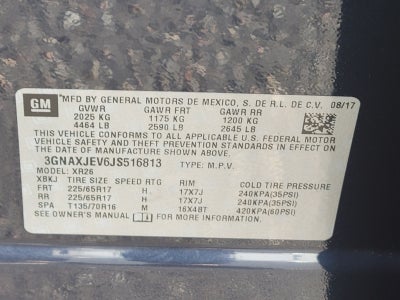 GM
MFD BY GENERAL MOTORS DE MEXICO, S. DE R.L. DE C.V. 08/17
GVWR GAWR FRT GAWR RR
2025 KG 1175 KG 1200 KG
4464 LB 2590 LB 2645 LB
THIS VEHICLE CONFORMS TO ALL APPLICABLE U.S. FEDERAL MOTOR
VEHICLE SAFETY AND THEFT PREVENTION STANDARDS IN EFFECT ON THE
DATE OF MANUFACTURE SHOWN ABOVE.
3GNAXJEV6JS516813 TYPE: M.P.V.
MODEL: XR26
X8KJ TIRE SIZE SPEED RTG RIM COLD TIRE PRESSURE
FRT 225/65R17 H 17X7J 240KPA(35PSI)
RR 225/65R17 H 17X7J 240KPA(35PSI)
SPA T135/70R16 M 16X4BT 420KPA(60PSI)
SEE OWNER'S MANUAL FOR MORE INFORMATION.